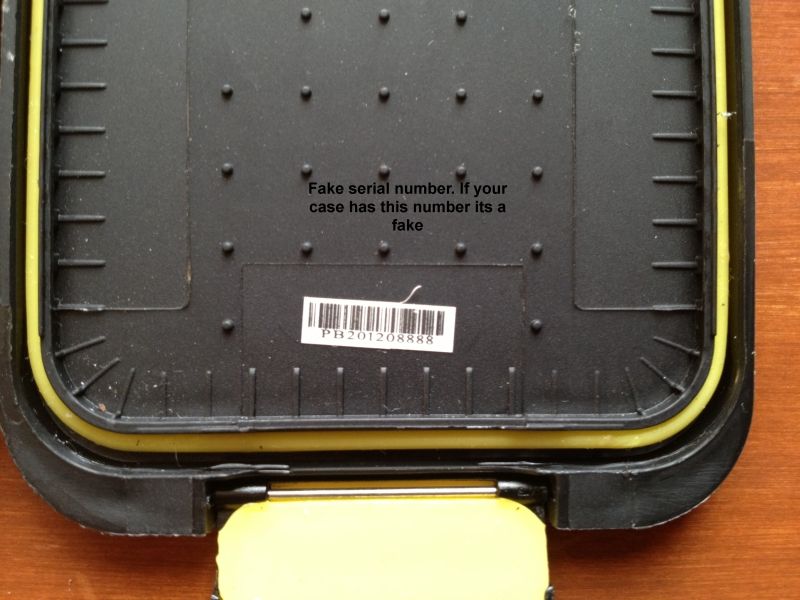 Fake serial number. If your
case has this number its a
fake
PB201208888